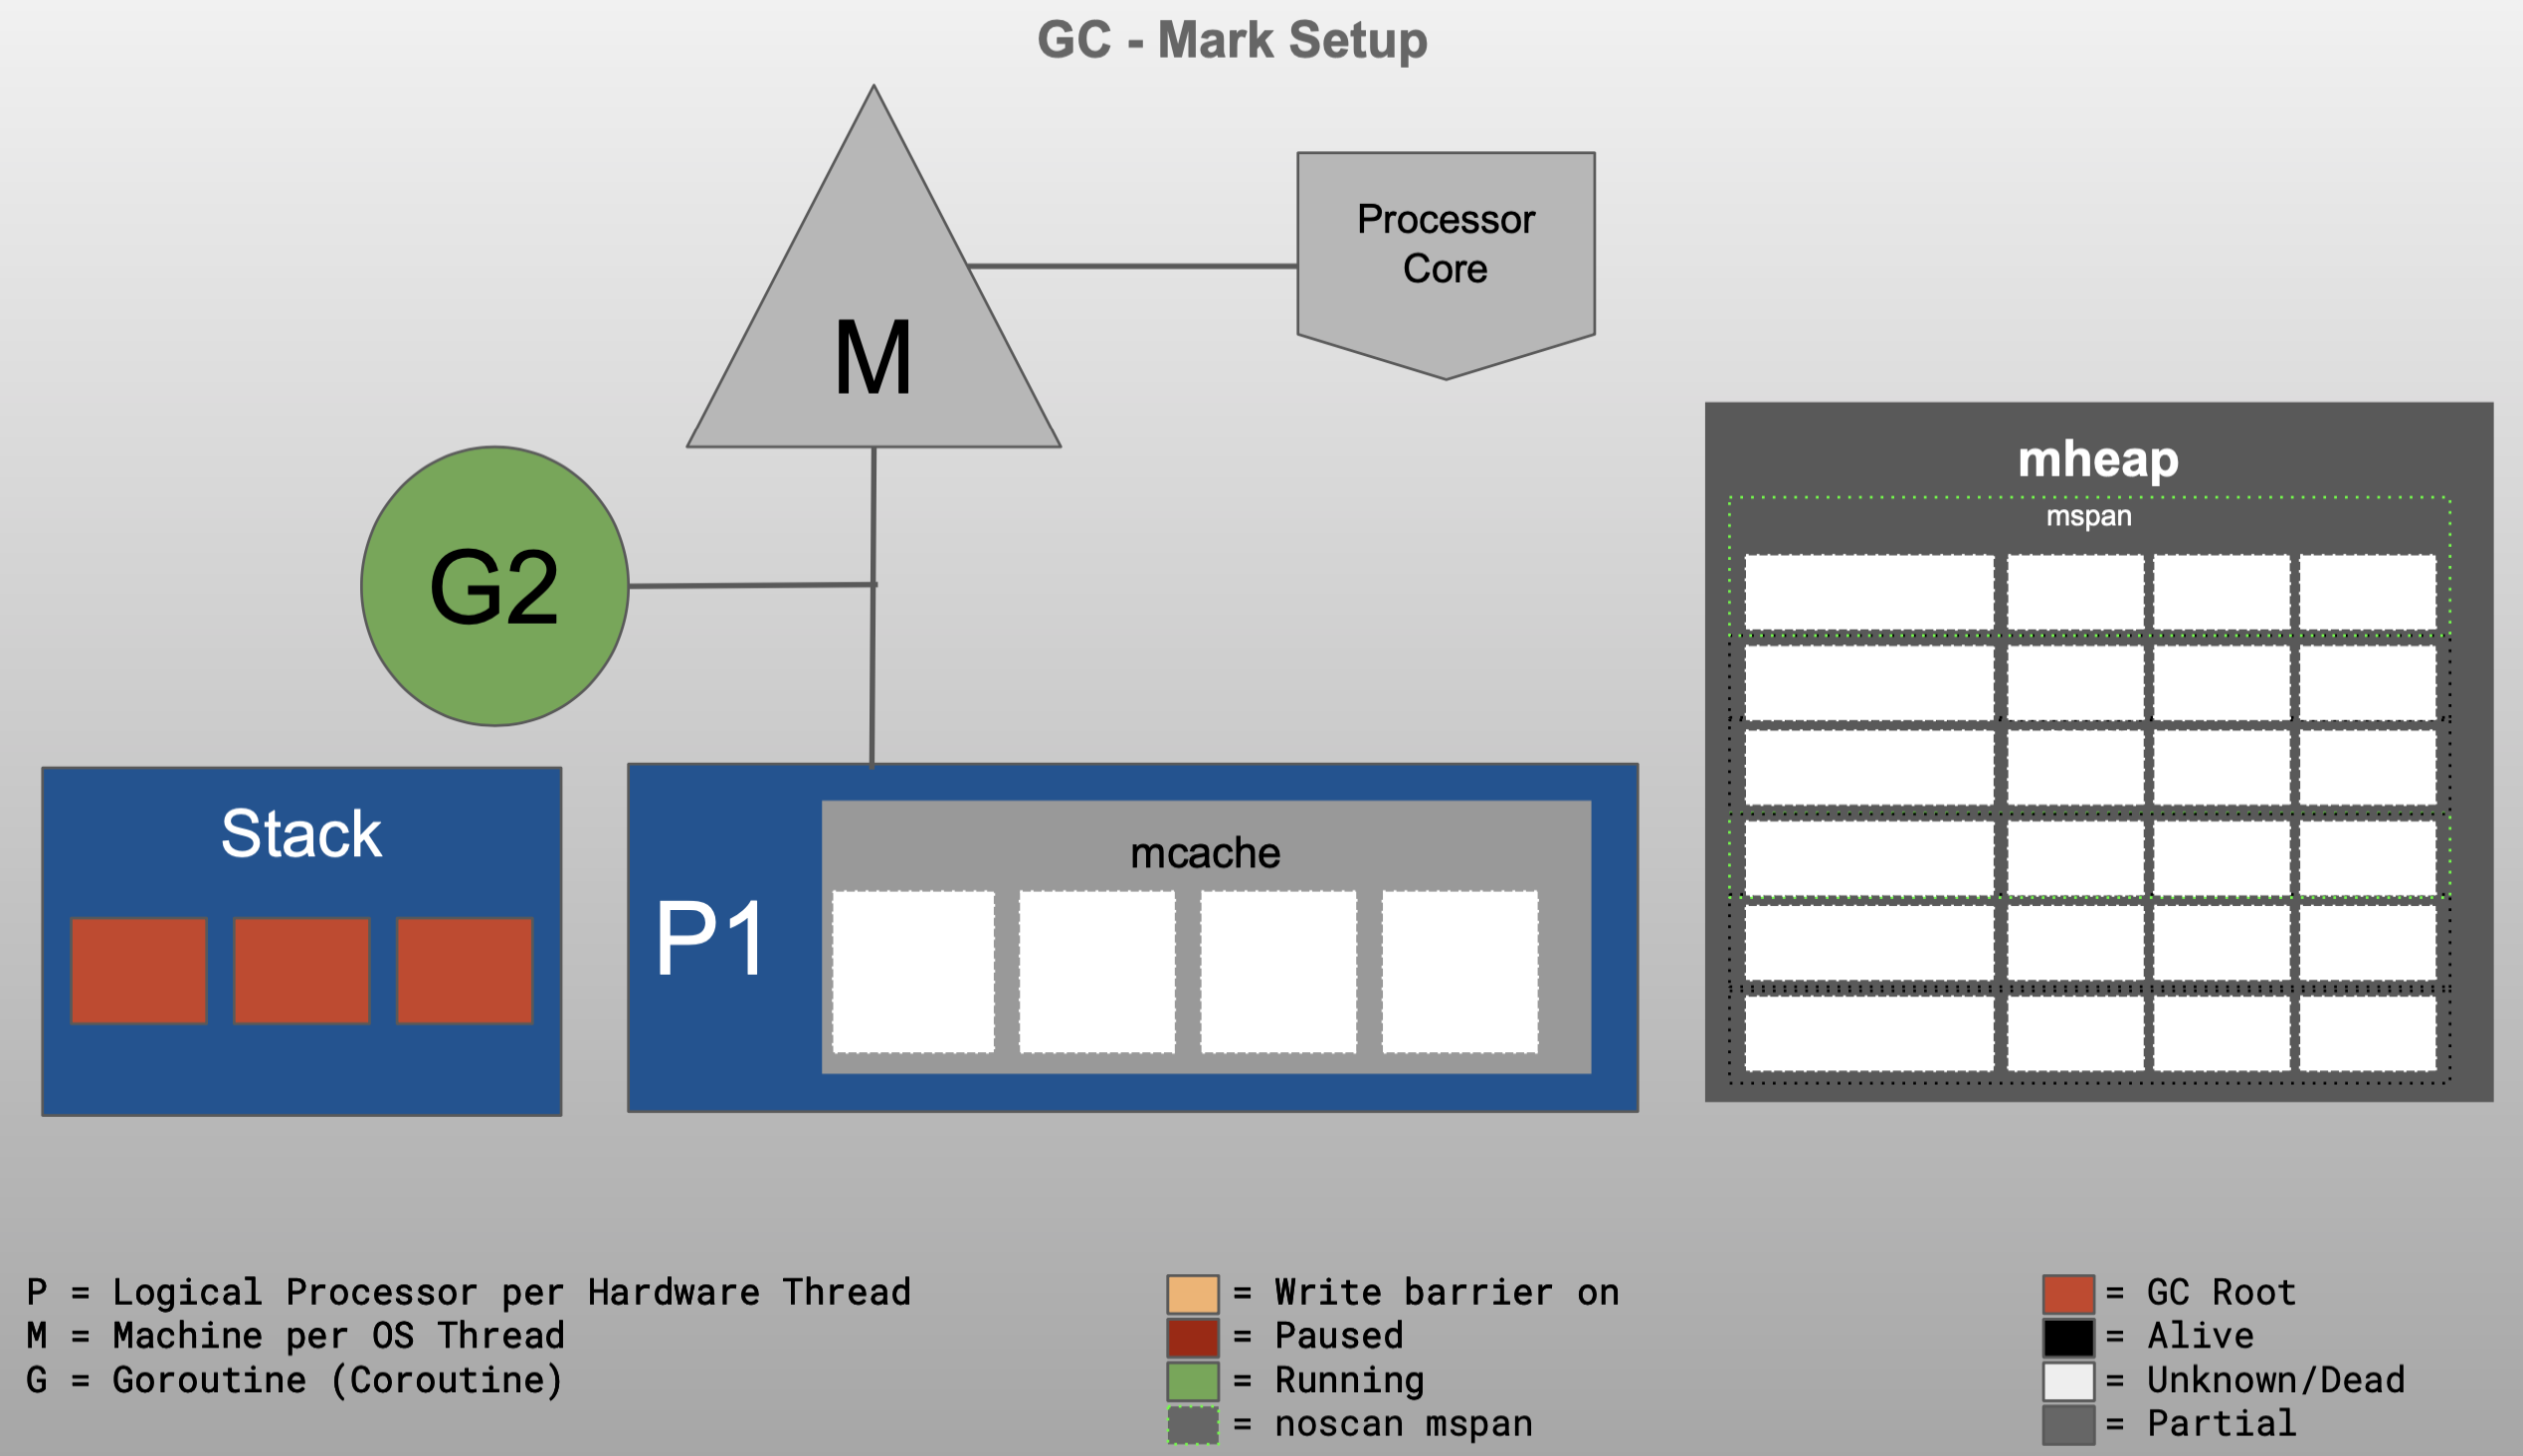 GC - Mark Setup
Processor
Core
M
G2
mheap
mspan
Stack
P1
mcache
P = Logical Processor per Hardware Thread
M = Machine per OS Thread
G = Goroutine (Coroutine)
= Write barrier on
= Paused
= Running
= noscan mspan
= GC Root
= Alive
= Unknown/Dead
= Partial